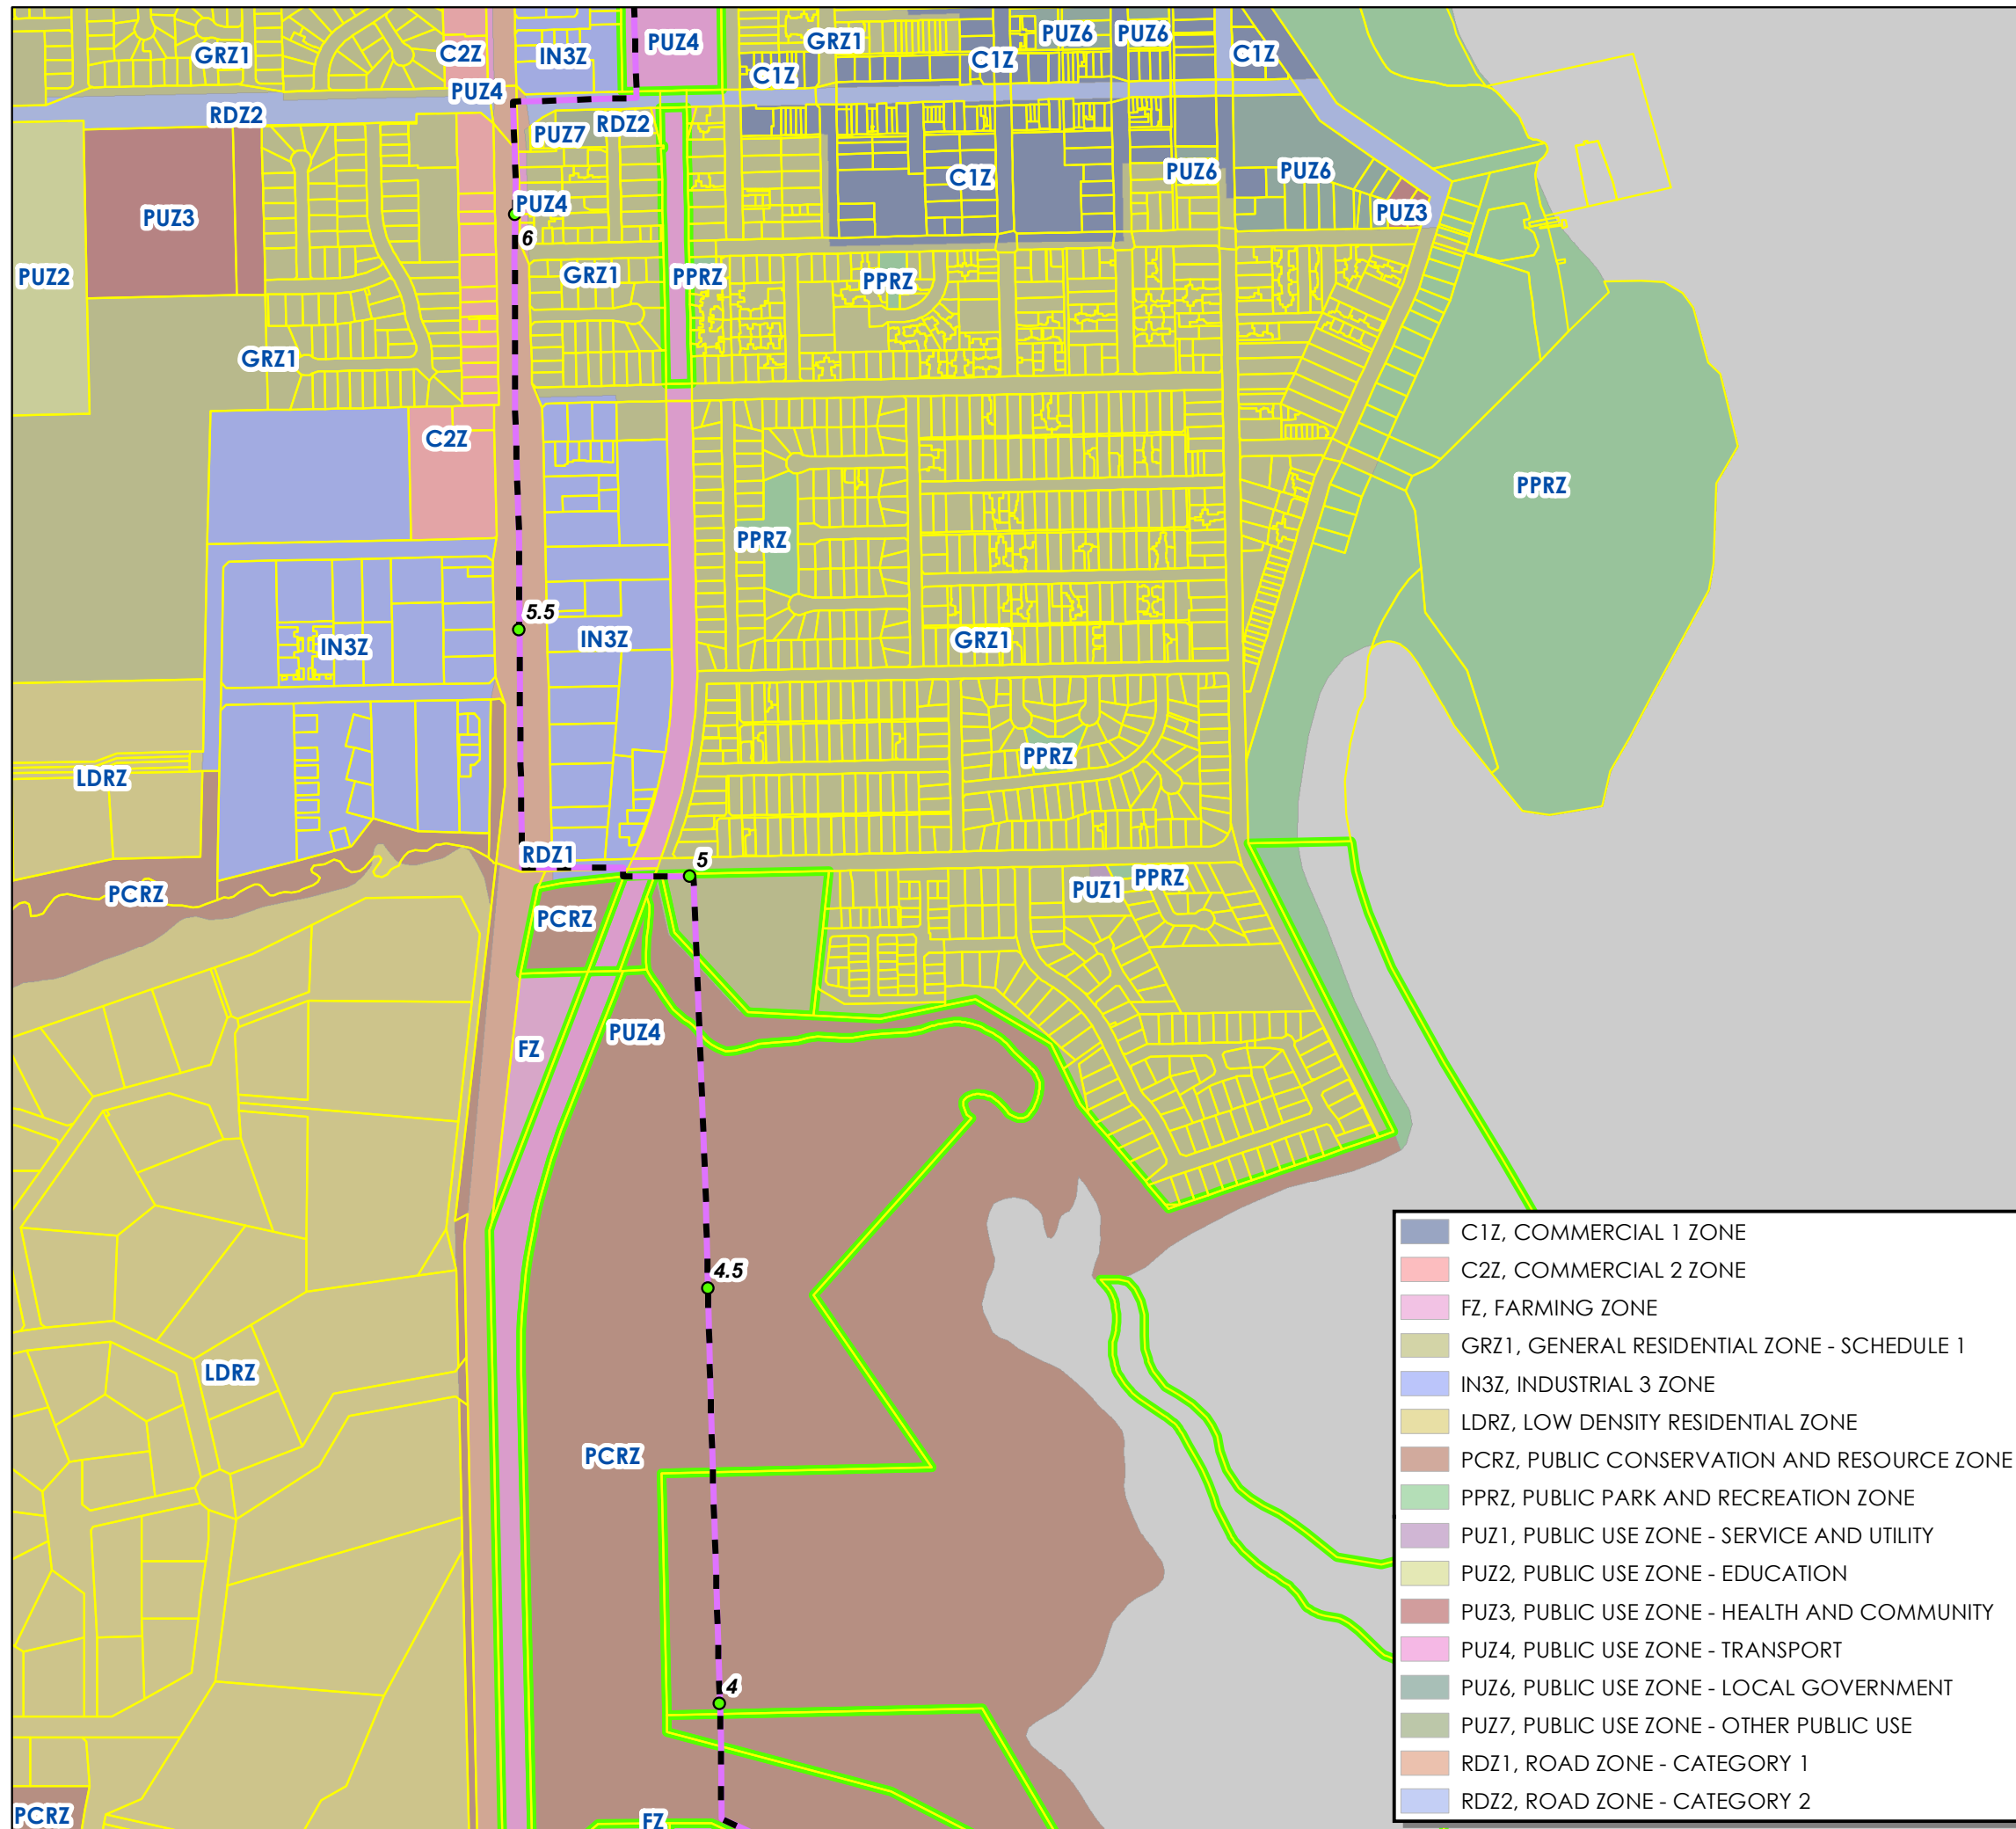 GRZ1
C2Z
IN3Z
PUZ4
GRZ1
PUZ6
PUZ6
C1Z
C1Z
C1Z
PUZ4
RDZ2
PUZ7
RDZ2
PUZ3
PUZ4
6
C1Z
PUZ6
PUZ6
PUZ3
PUZ2
GRZ1
PPRZ
PPRZ
GRZ1
C2Z
PPRZ
PPRZ
5.5
IN3Z
IN3Z
GRZ1
LDRZ
PPRZ
RDZ1
5
PCRZ
PCRZ
PUZ1
PPRZ
FZ
PUZ4
4.5
LDRZ
PCRZ
4
PCRZ
FZ
C1Z, COMMERCIAL 1 ZONE
C2Z, COMMERCIAL 2 ZONE
FZ, FARMING ZONE
GRZ1, GENERAL RESIDENTIAL ZONE - SCHEDULE 1
IN3Z, INDUSTRIAL 3 ZONE
LDRZ, LOW DENSITY RESIDENTIAL ZONE
PCRZ, PUBLIC CONSERVATION AND RESOURCE ZONE
PPRZ, PUBLIC PARK AND RECREATION ZONE
PUZ1, PUBLIC USE ZONE - SERVICE AND UTILITY
PUZ2, PUBLIC USE ZONE - EDUCATION
PUZ3, PUBLIC USE ZONE - HEALTH AND COMMUNITY
PUZ4, PUBLIC USE ZONE - TRANSPORT
PUZ6, PUBLIC USE ZONE - LOCAL GOVERNMENT
PUZ7, PUBLIC USE ZONE - OTHER PUBLIC USE
RDZ1, ROAD ZONE - CATEGORY 1
RDZ2, ROAD ZONE - CATEGORY 2